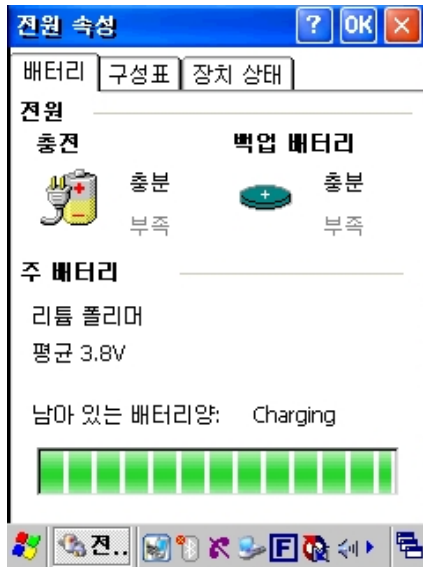 전원 속성 ? OK
배터리 구성표 장치 상태
전원
충전 백업 배터리
충분 충분
부족 부족
주 배터리
리튬 폴리머
평균 3.8V
남아 있는 배터리양: Charging
전.. F